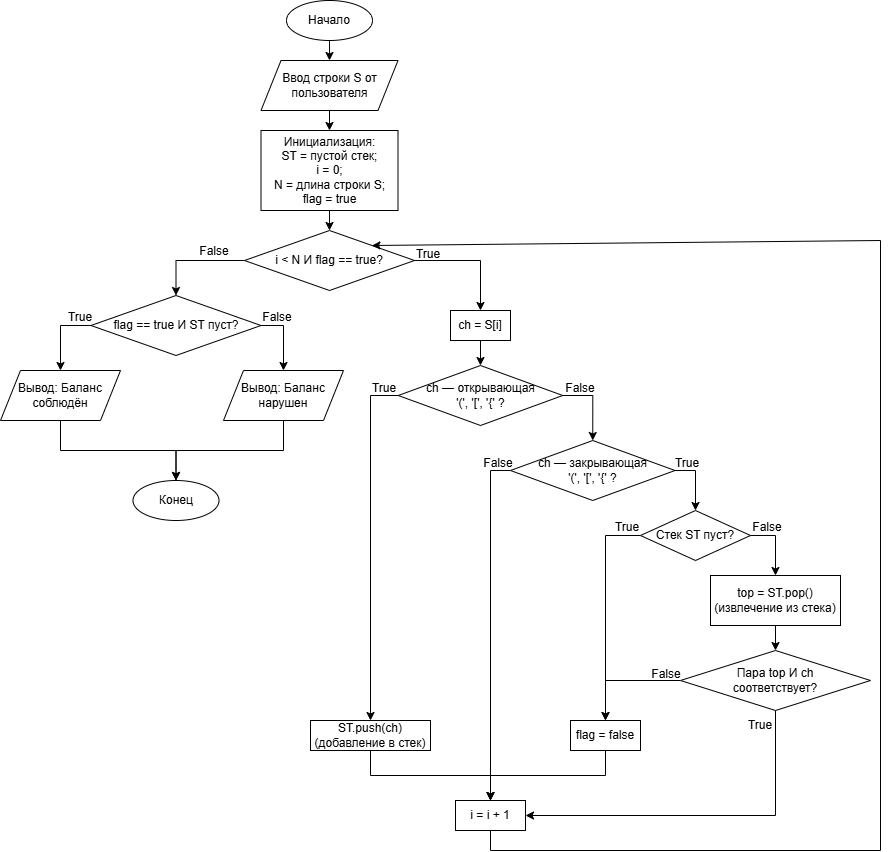 Начало
Ввод строки S от
пользователя
Инициализация:
ST = пустой стек;
i = 0;
N = длина строки S;
flag = true
i < N И flag == true?
False
True
flag == true И ST пуст?
True
False
Вывод: Баланс
соблюдён
Вывод: Баланс
нарушен
Конец
ch = S[i]
ch — открывающая
'(', '[', '{' ?
True
False
ch — закрывающая
'(', '[', '{' ?
False
True
Стек ST пуст?
True
False
top = ST.pop()
(извлечение из стека)
Пара top И ch
соответствует?
False
True
ST.push(ch)
(добавление в стек)
flag = false
i = i + 1